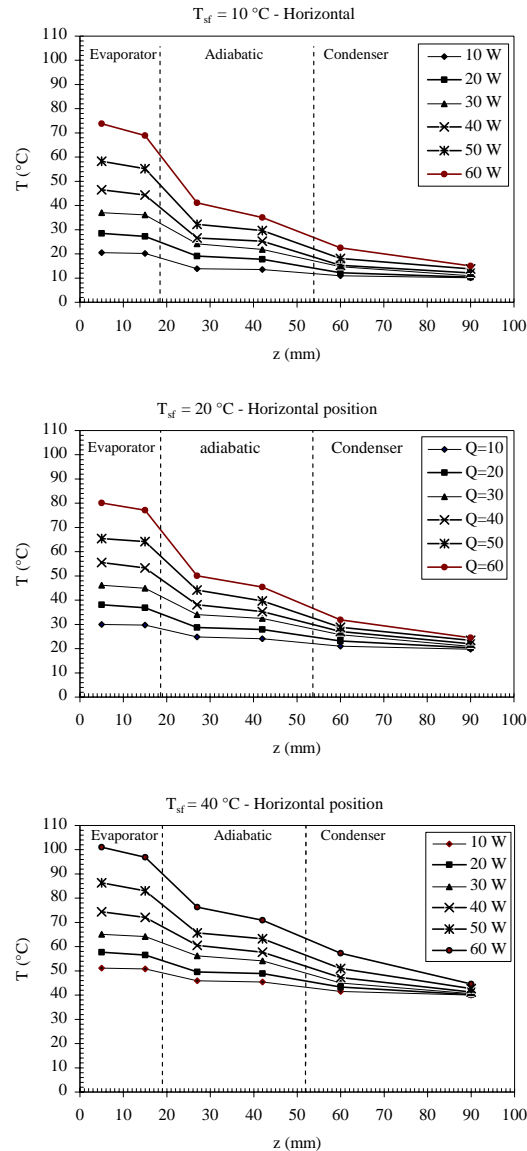 T_sf = 10 °C - Horizontal
110
100
90
80
70
60
50
40
30
20
10
0
T (°C)
Evaporator
Adiabatic
Condenser
10 W
20 W
30 W
40 W
50 W
60 W
0 10 20 30 40 50 60 70 80 90 100
z (mm)
T_sf = 20 °C - Horizontal position
110
100
90
80
70
60
50
40
30
20
10
0
T (°C)
Evaporator
adiabatic
Condenser
Q=10
Q=20
Q=30
Q=40
Q=50
Q=60
0 10 20 30 40 50 60 70 80 90 100
z (mm)
T_sf = 40 °C - Horizontal position
110
100
90
80
70
60
50
40
30
20
10
0
T (°C)
Evaporator
Adiabatic
Condenser
10 W
20 W
30 W
40 W
50 W
60 W
0 10 20 30 40 50 60 70 80 90 100
z (mm)